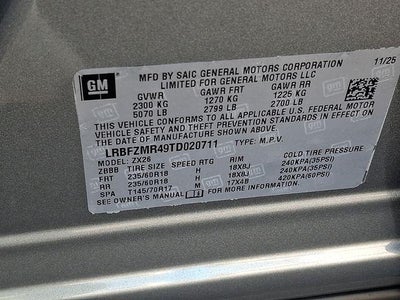 GM
MFD BY SAIC GENERAL MOTORS CORPORATION 11/25
LIMITED FOR GENERAL MOTORS LLC
GVWR GAWR FRT GAWR RR
2300 KG 1270 KG 1225 KG
5070 LB 2799 LB 2700 LB
THIS VEHICLE CONFORMS TO ALL APPLICABLE U.S. FEDERAL MOTOR
VEHICLE SAFETY, BUMPER, AND THEFT PREVENTION STANDARDS IN
EFFECT ON THE DATE OF MANUFACTURE SHOWN ABOVE.
LRBFZMR49TD020711 TYPE: M.P.V.
MODEL: ZX26
ZBBB TIRE SIZE SPEED RTG RIM COLD TIRE PRESSURE
FRT 235/60R18 H 18X8J 240KPA(35PSI)
RR 235/60R18 H 18X8J 240KPA(35PSI)
SPA T145/70R17 M 17X4B 420KPA(60PSI)
SEE OWNER'S MANUAL